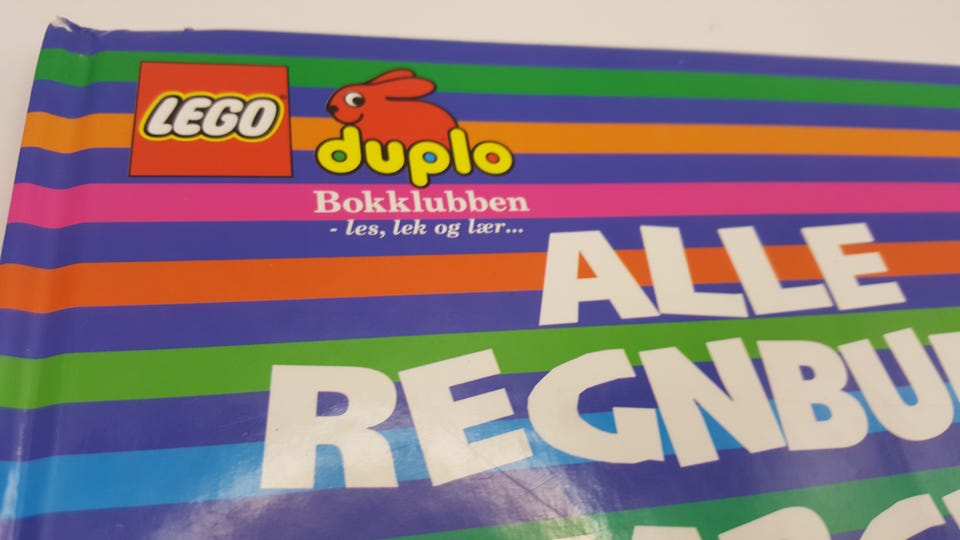 LEGO
duplo
Bokklubben
- les, lek og lær...
ALLE
REGNBU